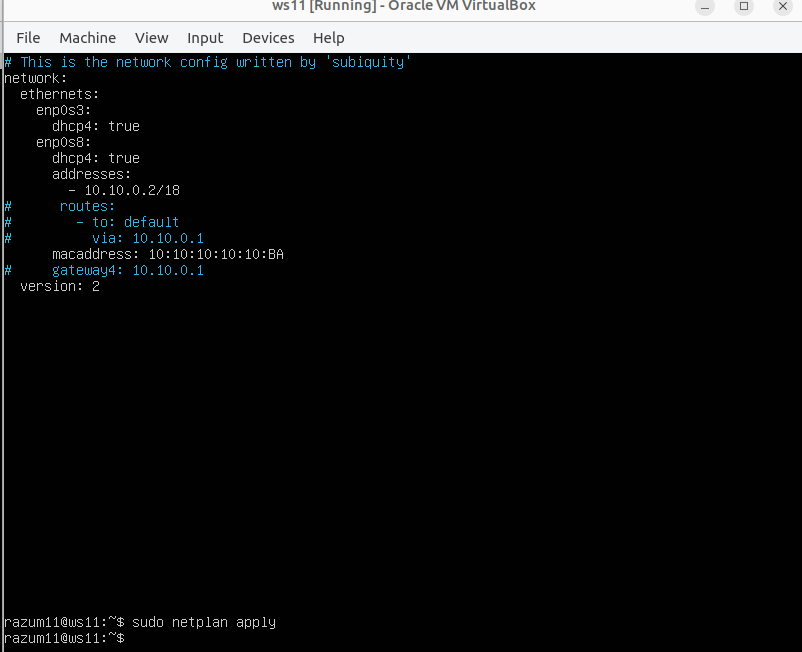 ws11 [Running] - Oracle VM VirtualBox
File Machine View Input Devices Help
# This is the network config written by 'subiquity'
network:
  ethernets:
    enp0s3:
      dhcp4: true
    enp0s8:
      dhcp4: true
      addresses:
        - 10.10.0.2/18
#      routes:
#        - to: default
#          via: 10.10.0.1
      macaddress: 10:10:10:10:10:BA
#     gateway4: 10.10.0.1
  version: 2
razum11@ws11:~$ sudo netplan apply
razum11@ws11:~$